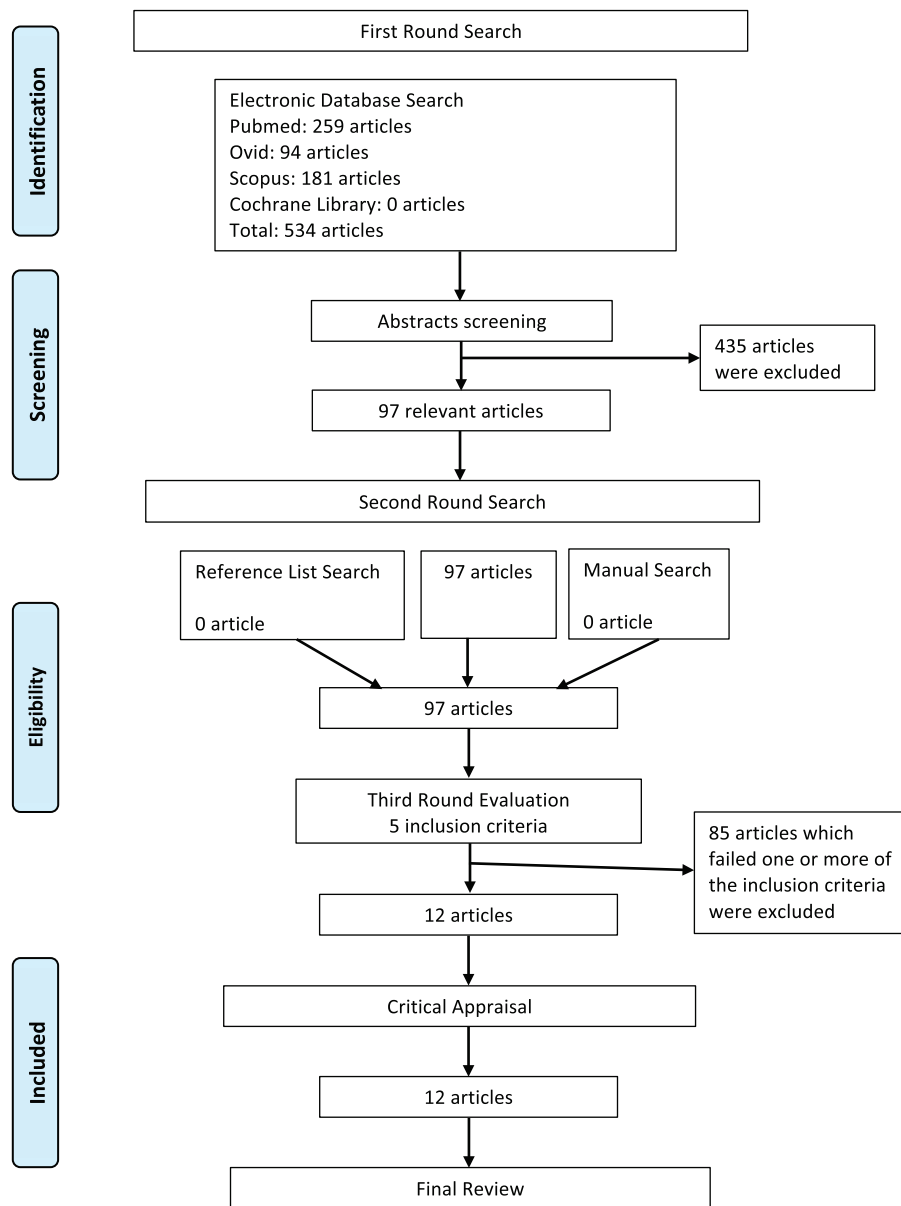 First Round Search
Identification
Electronic Database Search
Pubmed: 259 articles
Ovid: 94 articles
Scopus: 181 articles
Cochrane Library: 0 articles
Total: 534 articles
Screening
Abstracts screening
435 articles
were excluded
97 relevant articles
Second Round Search
Eligibility
Reference List Search
0 article
97 articles
Manual Search
0 article
97 articles
Third Round Evaluation
5 inclusion criteria
85 articles which
failed one or more of
the inclusion criteria
were excluded
12 articles
Included
Critical Appraisal
12 articles
Final Review